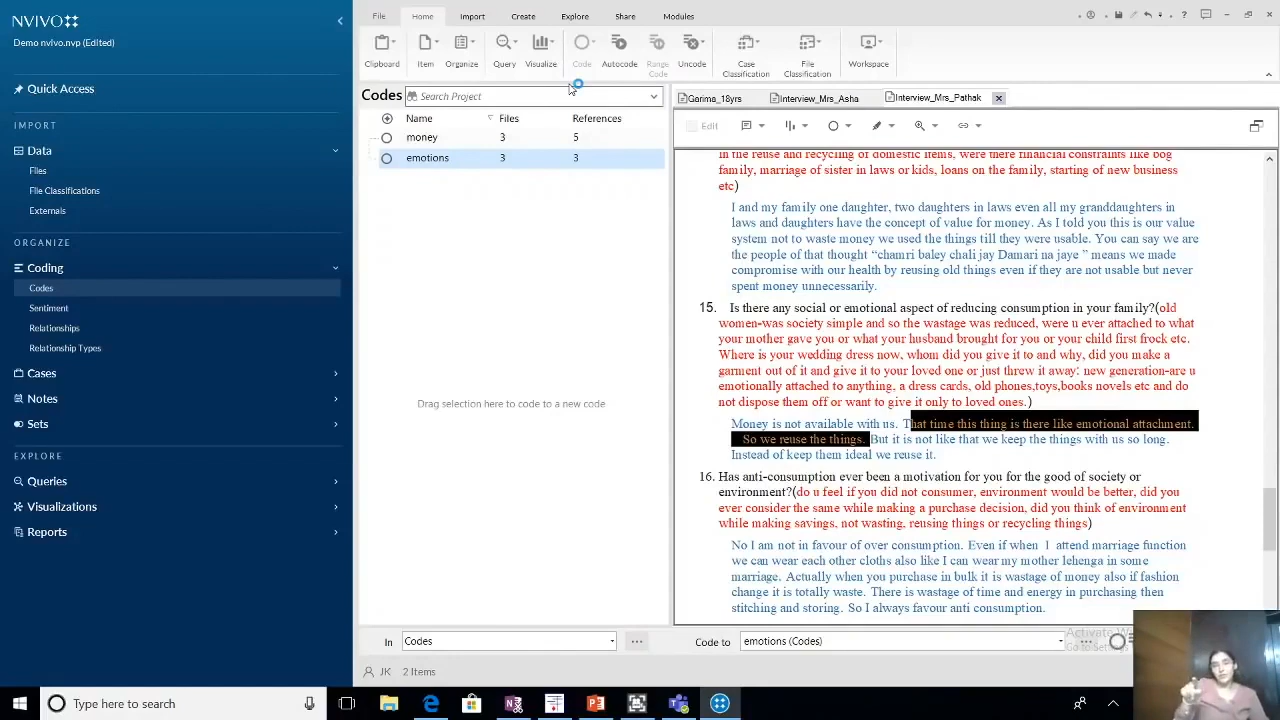 NVIVO
Demo nvivo.nvp (Edited)
Quick Access
IMPORT
Data
Files
File Classifications
Externals
ORGANIZE
Coding
Codes
Sentiment
Relationships
Relationship Types
Cases
Notes
Sets
EXPLORE
Queries
Visualizations
Reports
File Home Import Create Explore Share Modules
Clipboard Item Organize Query Visualize Code Autocode Range Code Uncode Case Classification File Classification Workspace
Codes Search Project
Name Files References
money 3 5
emotions 3 3
Drag selection here to code to a new code
In Codes
JK 2 Items
Garima_18yrs Interview_Mrs_Asha Interview_Mrs_Pathak
Edit
in the reuse and recycling of domestic items, were there financial constraints like bog
family, marriage of sister in laws or kids, loans on the family, starting of new business
etc)
I and my family one daughter, two daughters in laws even all my granddaughters in
laws and daughters have the concept of value for money. As I told you this is our value
system not to waste money we used the things till they were usable. You can say we are
the people of that thought “chamri baley chali jay Damari na jaye ” means we made
compromise with our health by reusing old things even if they are not usable but never
spent money unnecessarily.
15. Is there any social or emotional aspect of reducing consumption in your family?(old
women-was society simple and so the wastage was reduced, were u ever attached to what
your mother gave you or what your husband brought for you or your child first frock etc.
Where is your wedding dress now, whom did you give it to and why, did you make a
garment out of it and give it to your loved one or just threw it away: new generation-are u
emotionally attached to anything, a dress cards, old phones,toys,books novels etc and do
not dispose them off or want to give it only to loved ones.)
Money is not available with us. That time this thing is there like emotional attachment.
So we reuse the things. But it is not like that we keep the things with us so long.
Instead of keep them ideal we reuse it.
16. Has anti-consumption ever been a motivation for you for the good of society or
environment?(do u feel if you did not consumer, environment would be better, did you
ever consider the same while making a purchase decision, did you think of environment
while making savings, not wasting, reusing things or recycling things)
No I am not in favour of over consumption. Even if when I attend marriage function
we can wear each other cloths also like I can wear my mother lehenga in some
marriage. Actually when you purchase in bulk it is wastage of money also if fashion
change it is totally waste. There is wastage of time and energy in purchasing then
stitching and storing. So I always favour anti consumption.
Code to emotions (Codes)
Activate
Go to Settings
Type here to search